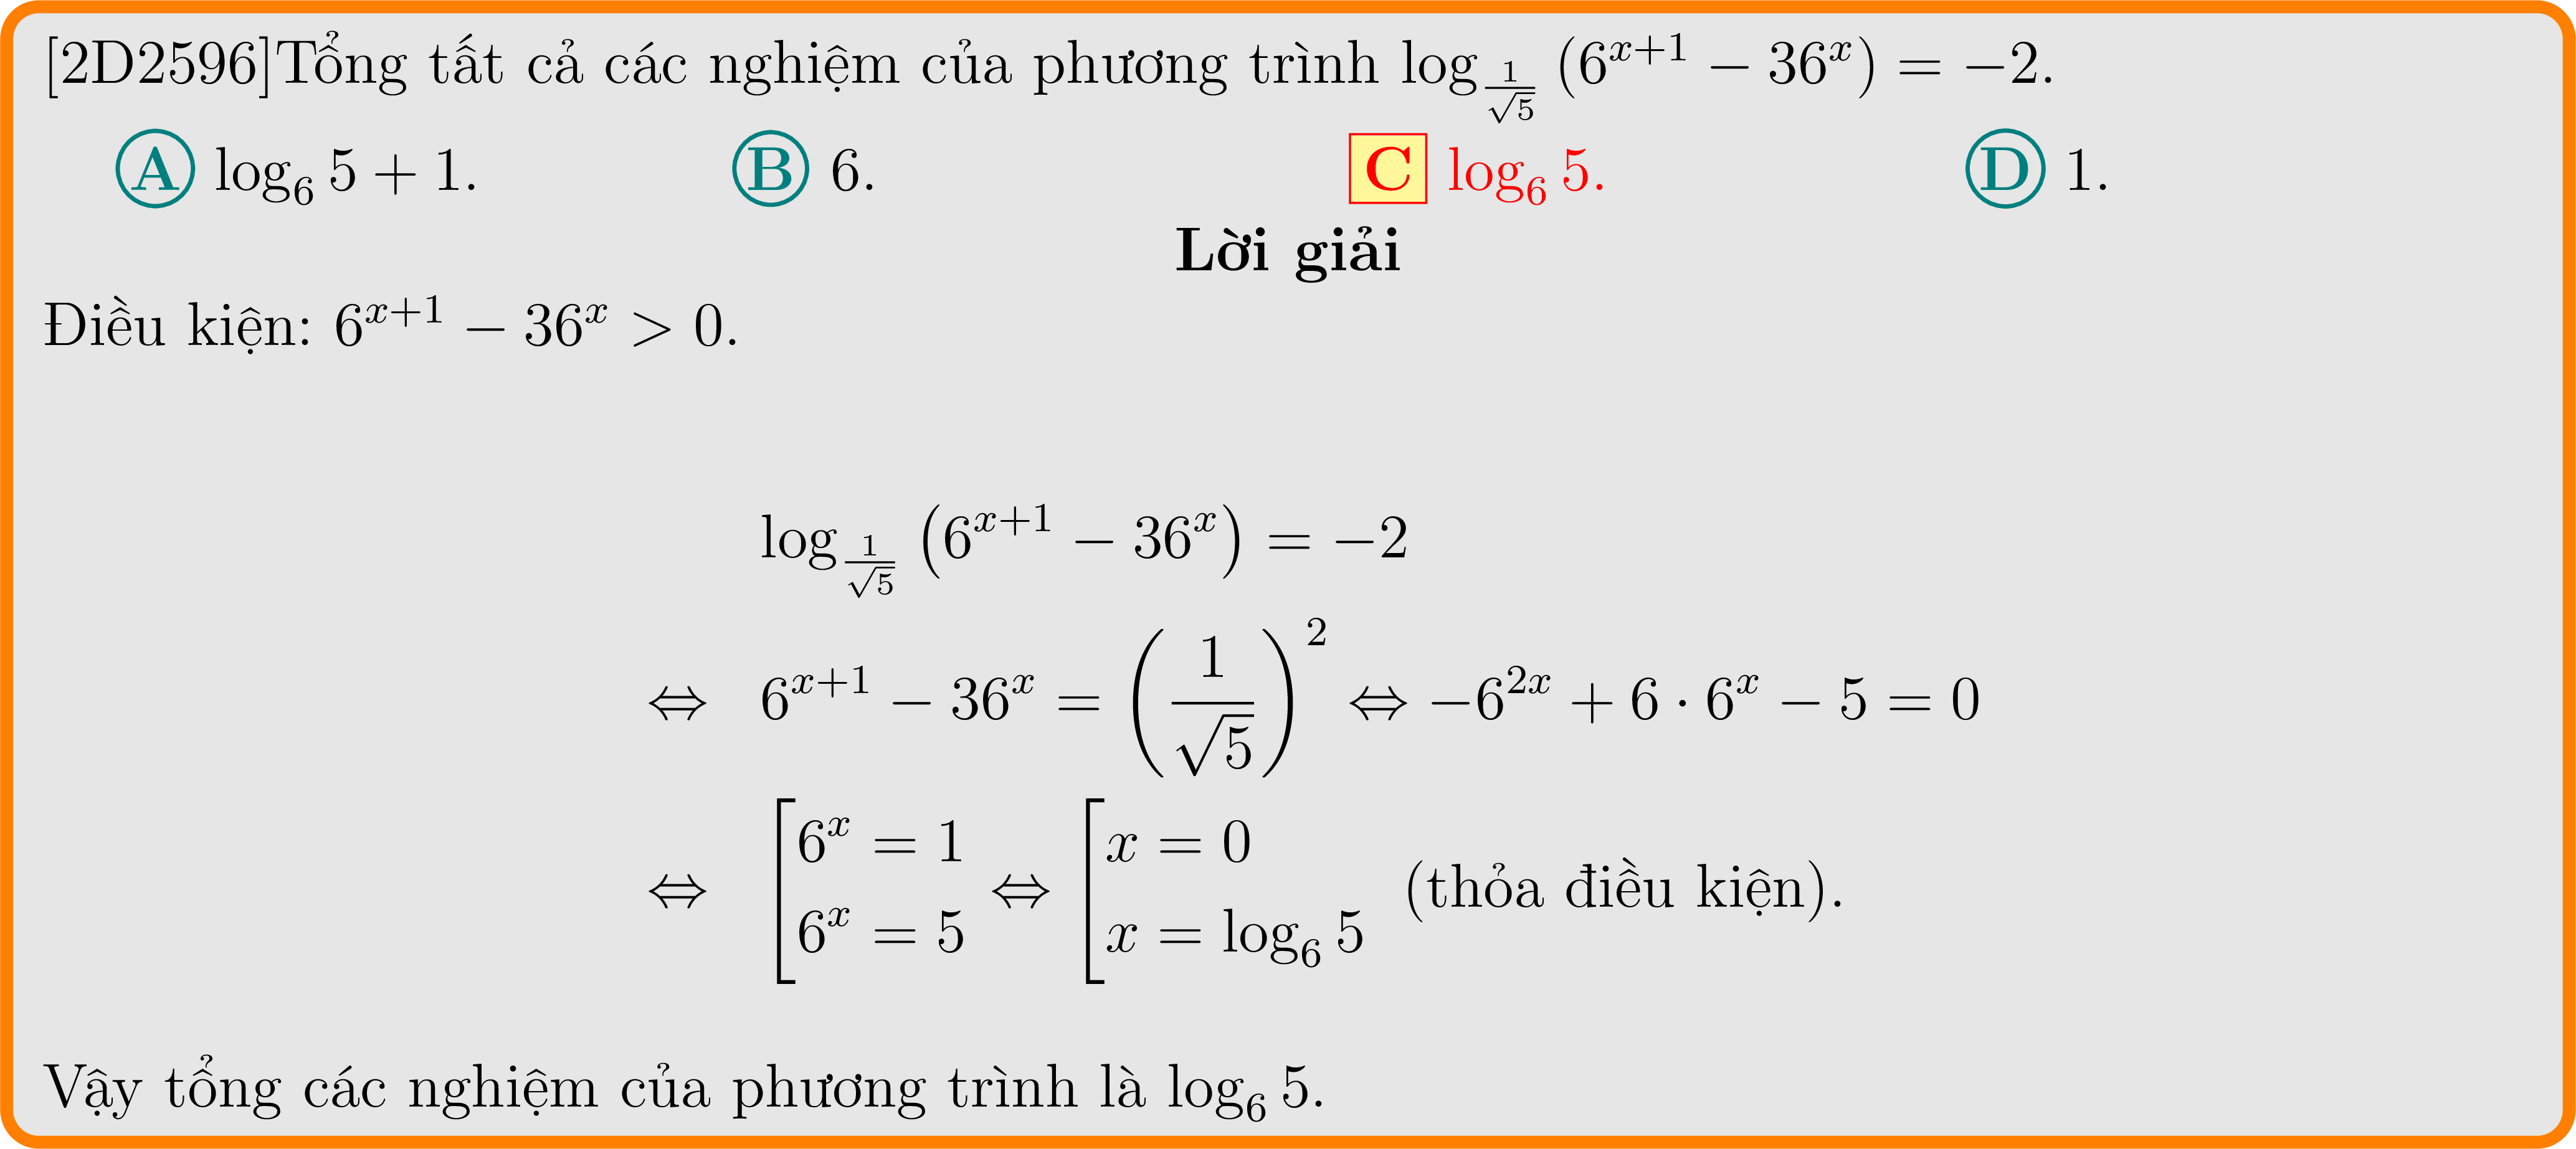 [2D2596]Tổng tất cả các nghiệm của phương trình $\log_{\frac{1}{\sqrt{5}}} \left(6^{x+1} - 36^x\right) = -2$.
A $\log_6 5 + 1$. B 6. C $\log_6 5$. D 1.
Lời giải
Điều kiện: $6^{x+1} - 36^x > 0$.
$\log_{\frac{1}{\sqrt{5}}} \left(6^{x+1} - 36^x\right) = -2$
$\Leftrightarrow 6^{x+1} - 36^x = \left(\frac{1}{\sqrt{5}}\right)^2 \Leftrightarrow -6^{2x} + 6 \cdot 6^x - 5 = 0$
$\Leftrightarrow \left[\begin{array}{l} 6^x = 1 \\ 6^x = 5 \end{array}\right. \Leftrightarrow \left[\begin{array}{l} x = 0 \\ x = \log_6 5 \end{array}\right.$ (thỏa điều kiện).
Vậy tổng các nghiệm của phương trình là $\log_6 5$.